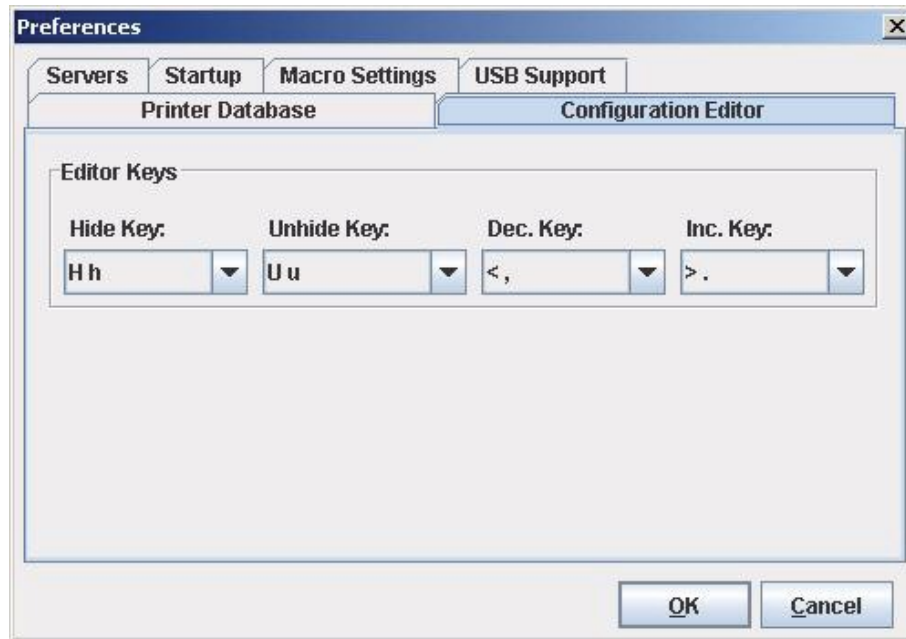 Preferences
Servers Startup Macro Settings USB Support
Printer Database Configuration Editor
Editor Keys
Hide Key: Unhide Key: Dec. Key: Inc. Key:
H h U u < , > .
OK Cancel